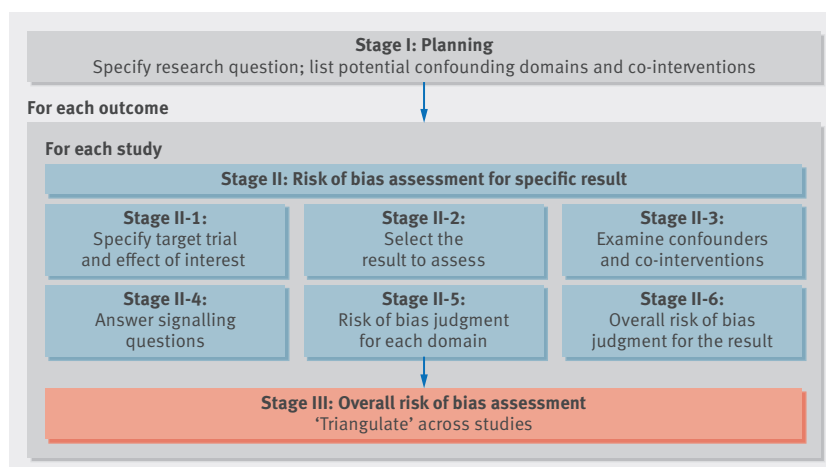 Stage I: Planning
Specify research question; list potential confounding domains and co-interventions
For each outcome
For each study
Stage II: Risk of bias assessment for specific result
Stage II-1:
Specify target trial
and effect of interest
Stage II-2:
Select the
result to assess
Stage II-3:
Examine confounders
and co-interventions
Stage II-4:
Answer signalling
questions
Stage II-5:
Risk of bias judgment
for each domain
Stage II-6:
Overall risk of bias
judgment for the result
Stage III: Overall risk of bias assessment
‘Triangulate’ across studies